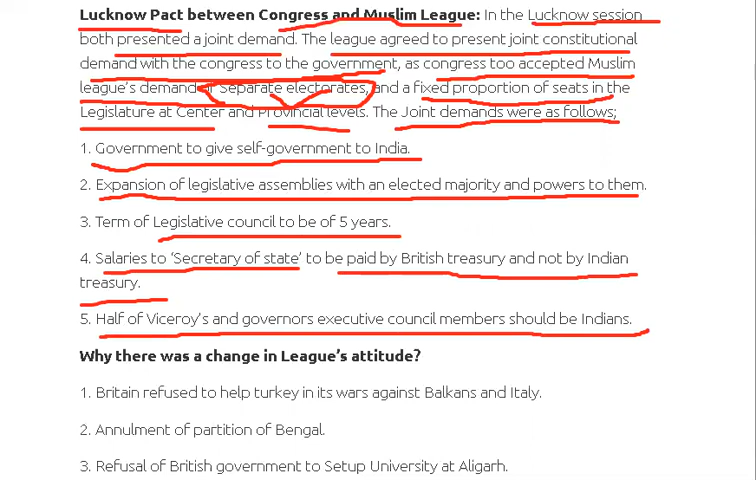 Lucknow Pact between Congress and Muslim League: In the Lucknow session
both presented a joint demand. The league agreed to present joint constitutional
demand with the congress to the government, as congress too accepted Muslim
league's demand of Separate electorates, and a fixed proportion of seats in the
Legislature at Center and Provincial levels. The Joint demands were as follows;
1. Government to give self-government to India.
2. Expansion of legislative assemblies with an elected majority and powers to them.
3. Term of Legislative council to be of 5 years.
4. Salaries to ‘Secretary of state’ to be paid by British treasury and not by Indian
treasury.
5. Half of Viceroy's and governors executive council members should be Indians.
Why there was a change in League's attitude?
1. Britain refused to help turkey in its wars against Balkans and Italy.
2. Annulment of partition of Bengal.
3. Refusal of British government to Setup University at Aligarh.